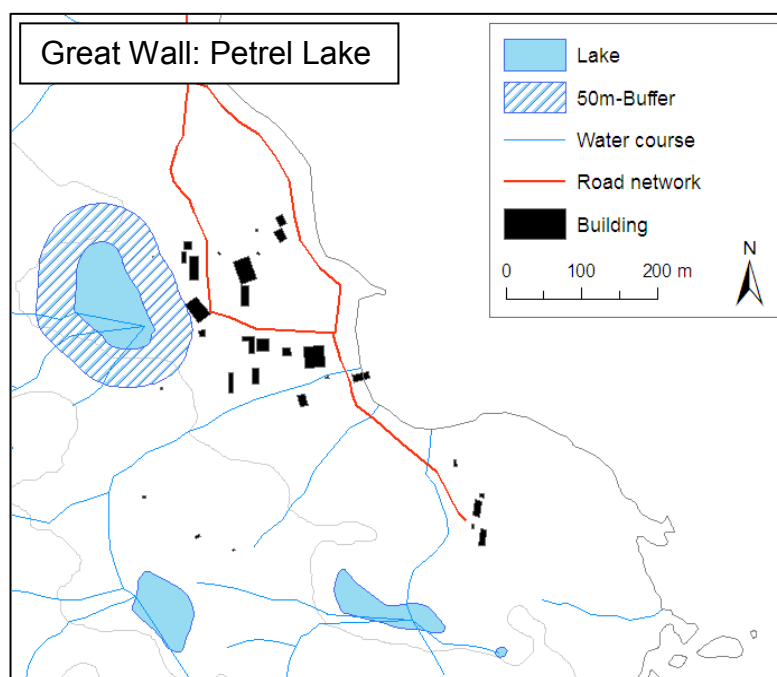 Great Wall: Petrel Lake
Lake
50m-Buffer
Water course
Road network
Building
N
0 100 200 m